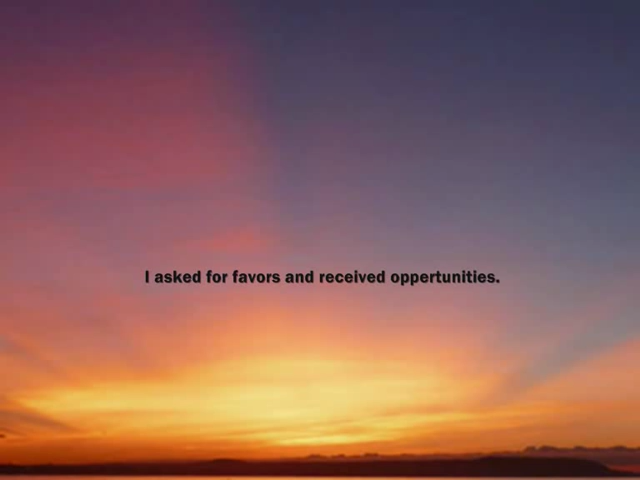 I asked for favors and received oppertunities.